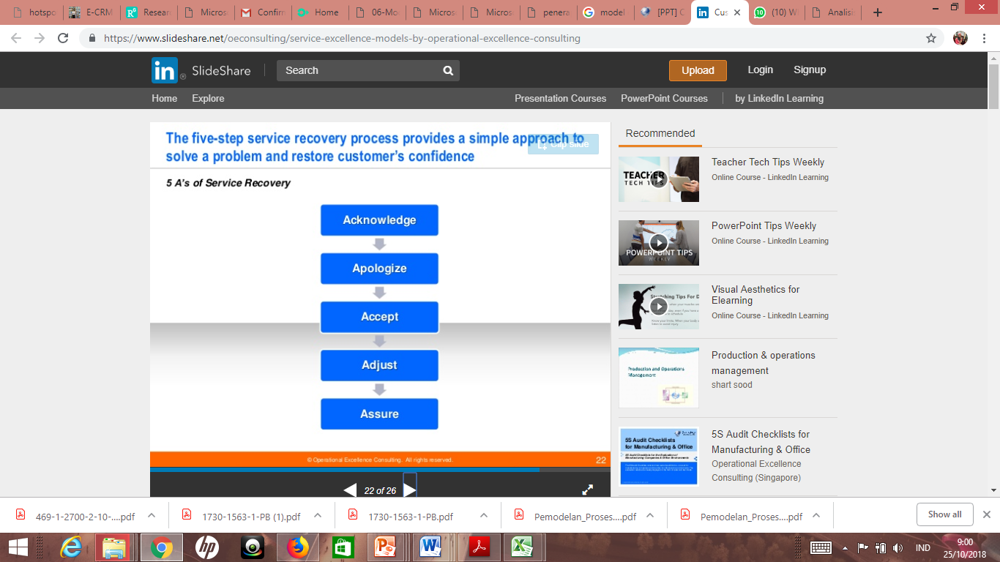 hotspo
E-CRM
Resear
Micros
Confirm
Home
06-Mo
Micros
Micros
penera
model
[PPT] C
Cus
(10) W
Analisi
https://www.slideshare.net/oeconsulting/service-excellence-models-by-operational-excellence-consulting
in SlideShare
Search
Upload
Login
Signup
Home
Explore
Presentation Courses
PowerPoint Courses
by LinkedIn Learning
The five-step service recovery process provides a simple approach to
solve a problem and restore customer's confidence
Clip slide
5 A's of Service Recovery
Acknowledge
Apologize
Accept
Adjust
Assure
© Operational Excellence Consulting. All rights reserved.
22
22 of 26
Recommended
TEACHER
TECH TIPS
Teacher Tech Tips Weekly
Online Course - LinkedIn Learning
POWERPOINT TIPS
WEEKLY
PowerPoint Tips Weekly
Online Course - LinkedIn Learning
Stretching Tips For D
Visual Aesthetics for
Elearning
Online Course - LinkedIn Learning
Production and Operations
Management
Production & operations
management
shart sood
5S Audit Checklists
for Manufacturing & Office
5S Audit Checklists for
Manufacturing & Office
Operational Excellence
Consulting (Singapore)
469-1-2700-2-10-....pdf
1730-1563-1-PB (1).pdf
1730-1563-1-PB.pdf
Pemodelan_Proses....pdf
Pemodelan_Proses....pdf
Show all
IND
9:00
25/10/2018